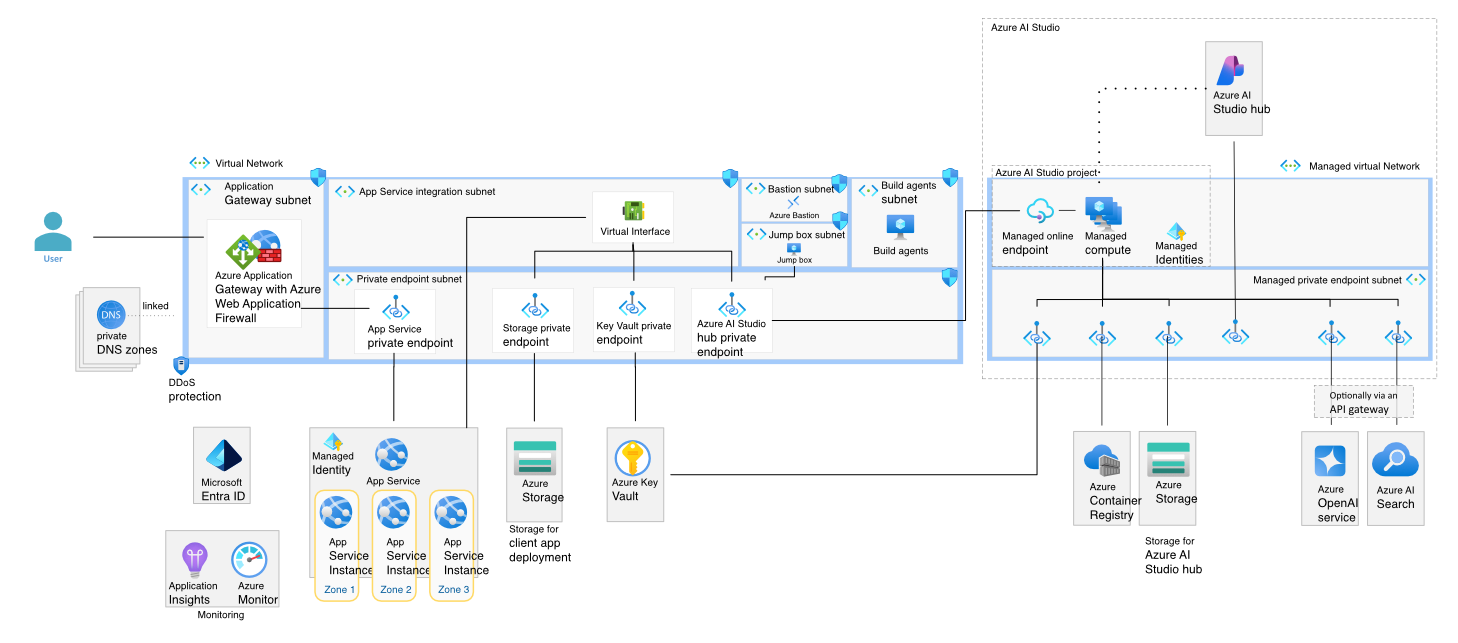 Azure AI Studio
Azure AI
Studio hub
Virtual Network
Managed virtual Network
Azure AI Studio project
Application
Gateway subnet
App Service integration subnet
Bastion subnet
Azure Bastion
Build agents
subnet
Build agents
Jump box subnet
Jump box
Virtual Interface
Managed online
endpoint
Managed
compute
Managed
Identities
User
Azure Application
Gateway with Azure
Web Application
Firewall
Private endpoint subnet
Managed private endpoint subnet
linked
DNS
private
DNS zones
App Service
private endpoint
Storage private
endpoint
Key Vault private
endpoint
Azure AI Studio
hub private
endpoint
DDoS
protection
Optionally via an
API gateway
Microsoft
Entra ID
Managed
Identity
App Service
Azure
Storage
Azure Key
Vault
Azure
Container
Registry
Azure
Storage
Azure
OpenAI
service
Azure AI
Search
App
Service
Instance
Zone 1
App
Service
Instance
Zone 2
App
Service
Instance
Zone 3
Storage for
client app
deployment
Storage for
Azure AI
Studio hub
Application
Insights
Azure
Monitor
Monitoring